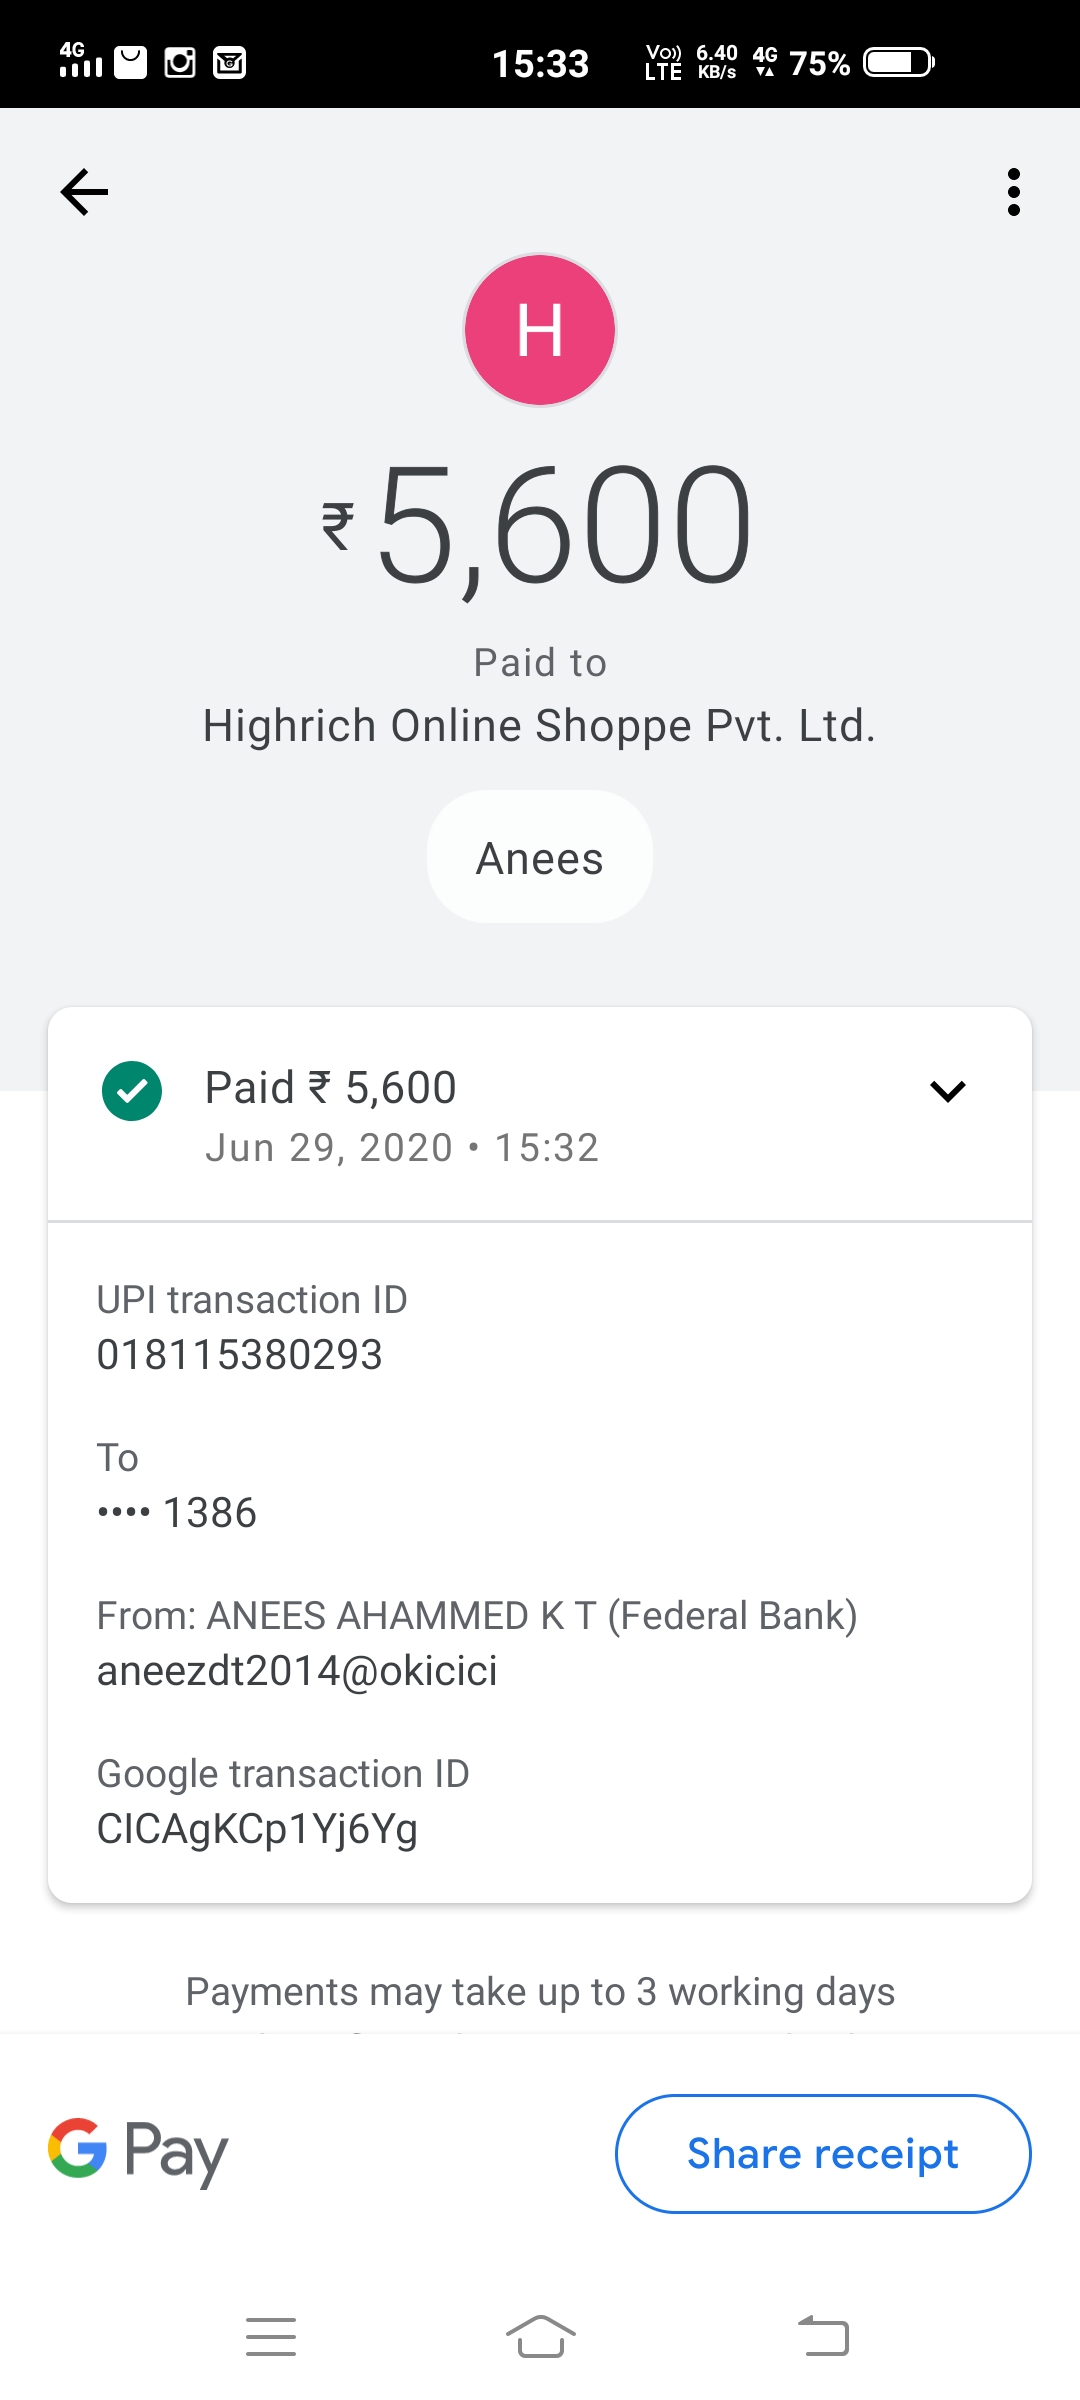 4G
15:33
Vo))
LTE
6.40
KB/s
4G
75%
H
₹5,600
Paid to
Highrich Online Shoppe Pvt. Ltd.
Anees
Paid ₹ 5,600
Jun 29, 2020 • 15:32
UPI transaction ID
018115380293
To
•••• 1386
From: ANEES AHAMMED K T (Federal Bank)
aneezdt2014@okicici
Google transaction ID
CICAgKCp1Yj6Yg
Payments may take up to 3 working days
G Pay
Share receipt